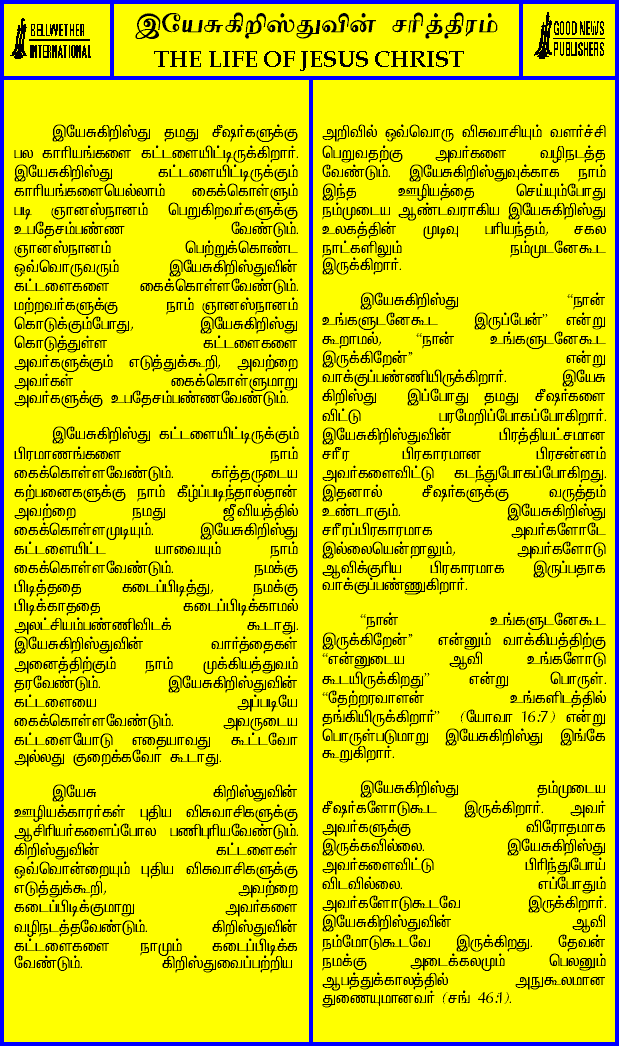 BELLWETHER
INTERNATIONAL
இயேசுகிறிஸ்துவின் சரித்திரம்
THE LIFE OF JESUS CHRIST
GOOD NEWS
PUBLISHERS
இயேசுகிறிஸ்து தமது சீஷர்களுக்கு
பல காரியங்களை கட்டளையிட்டிருக்கிறார்.
இயேசுகிறிஸ்து கட்டளையிட்டிருக்கும்
காரியங்களையெல்லாம் கைக்கொள்ளும்
படி ஞானஸ்நானம் பெறுகிறவர்களுக்கு
உபதேசம்பண்ண வேண்டும்.
ஞானஸ்நானம் பெற்றுக்கொண்ட
ஒவ்வொருவரும் இயேசுகிறிஸ்துவின்
கட்டளைகளை கைக்கொள்ளவேண்டும்.
மற்றவர்களுக்கு நாம் ஞானஸ்நானம்
கொடுக்கும்போது, இயேசுகிறிஸ்து
கொடுத்துள்ள கட்டளைகளை
அவர்களுக்கும் எடுத்துக்கூறி, அவற்றை
அவர்கள் கைக்கொள்ளுமாறு
அவர்களுக்கு உபதேசம்பண்ணவேண்டும்.
இயேசுகிறிஸ்து கட்டளையிட்டிருக்கும்
பிரமாணங்களை நாம்
கைக்கொள்ளவேண்டும். கர்த்தருடைய
கற்பனைகளுக்கு நாம் கீழ்ப்படிந்தால்தான்
அவற்றை நமது ஜீவியத்தில்
கைக்கொள்ளமுடியும். இயேசுகிறிஸ்து
கட்டளையிட்ட யாவையும் நாம்
கைக்கொள்ளவேண்டும். நமக்கு
பிடித்ததை கடைப்பிடித்து, நமக்கு
பிடிக்காததை கடைப்பிடிக்காமல்
அலட்சியம்பண்ணிவிடக் கூடாது.
இயேசுகிறிஸ்துவின் வார்த்தைகள்
அனைத்திற்கும் நாம் முக்கியத்துவம்
தரவேண்டும். இயேசுகிறிஸ்துவின்
கட்டளையை அப்படியே
கைக்கொள்ளவேண்டும். அவருடைய
கட்டளையோடு எதையாவது கூட்டவோ
அல்லது குறைக்கவோ கூடாது.
இயேசு கிறிஸ்துவின்
ஊழியக்காரர்கள் புதிய விசுவாசிகளுக்கு
ஆசிரியர்களைப்போல பணிபுரியவேண்டும்.
கிறிஸ்துவின் கட்டளைகள்
ஒவ்வொன்றையும் புதிய விசுவாசிகளுக்கு
எடுத்துக்கூறி, அவற்றை
கடைப்பிடிக்குமாறு அவர்களை
வழிநடத்தவேண்டும். கிறிஸ்துவின்
கட்டளைகளை நாமும் கடைப்பிடிக்க
வேண்டும். கிறிஸ்துவைப்பற்றிய
அறிவில் ஒவ்வொரு விசுவாசியும் வளர்ச்சி
பெறுவதற்கு அவர்களை வழிநடத்த
வேண்டும். இயேசுகிறிஸ்துவுக்காக நாம்
இந்த ஊழியத்தை செய்யும்போது
நம்முடைய ஆண்டவராகிய இயேசுகிறிஸ்து
உலகத்தின் முடிவு பரியந்தம், சகல
நாட்களிலும் நம்முடனேகூட
இருக்கிறார்.
இயேசுகிறிஸ்து “நான்
உங்களுடனேகூட இருப்பேன்” என்று
கூறாமல், “நான் உங்களுடனேகூட
இருக்கிறேன்” என்று
வாக்குப்பண்ணியிருக்கிறார். இயேசு
கிறிஸ்து இப்போது தமது சீஷர்களை
விட்டு பரமேறிப்போகப்போகிறார்.
இயேசுகிறிஸ்துவின் பிரத்தியட்சமான
சரீர பிரகாரமான பிரசன்னம்
அவர்களைவிட்டு கடந்துபோகப்போகிறது.
இதனால் சீஷர்களுக்கு வருத்தம்
உண்டாகும். இயேசுகிறிஸ்து
சரீரப்பிரகாரமாக அவர்களோடே
இல்லையென்றாலும், அவர்களோடு
ஆவிக்குரிய பிரகாரமாக இருப்பதாக
வாக்குப்பண்ணுகிறார்.
“நான் உங்களுடனேகூட
இருக்கிறேன்” என்னும் வாக்கியத்திற்கு
“என்னுடைய ஆவி உங்களோடு
கூடயிருக்கிறது” என்று பொருள்.
“தேற்றரவாளன் உங்களிடத்தில்
தங்கியிருக்கிறார்” (யோவா 16:7) என்று
பொருள்படுமாறு இயேசுகிறிஸ்து இங்கே
கூறுகிறார்.
இயேசுகிறிஸ்து தம்முடைய
சீஷர்களோடுகூட இருக்கிறார். அவர்
அவர்களுக்கு விரோதமாக
இருக்கவில்லை. இயேசுகிறிஸ்து
அவர்களைவிட்டு பிரிந்துபோய்
விடவில்லை. எப்போதும்
அவர்களோடுகூடவே இருக்கிறார்.
இயேசுகிறிஸ்துவின் ஆவி
நம்மோடுகூடவே இருக்கிறது. தேவன்
நமக்கு அடைக்கலமும் பெலனும்
ஆபத்துக்காலத்தில் அநுகூலமான
துணையுமானவர் (சங் 46:1).